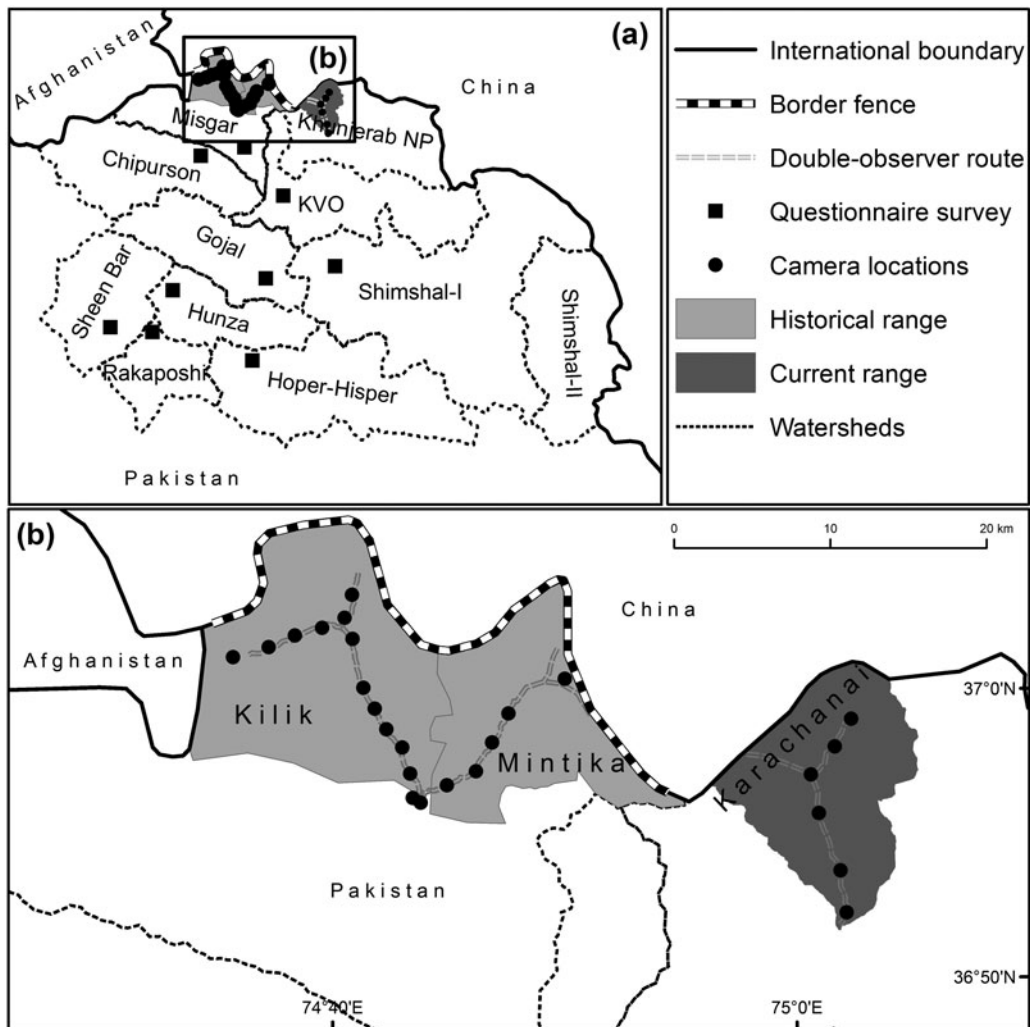 (a)
Afghanistan
(b)
China
Misgar
Khunjerab NP
Chipurson
KVO
Gojal
Sheen Bar
Shimshal-I
Hunza
Shimshal-II
Rakaposhi
Hoper-Hisper
Pakistan
International boundary
Border fence
Double-observer route
Questionnaire survey
Camera locations
Historical range
Current range
Watersheds
(b)
0 10 20 km
China
Afghanistan
37°0'N
Kilik
Karachanai
Mintika
Pakistan
36°50'N
74°40'E
75°0'E